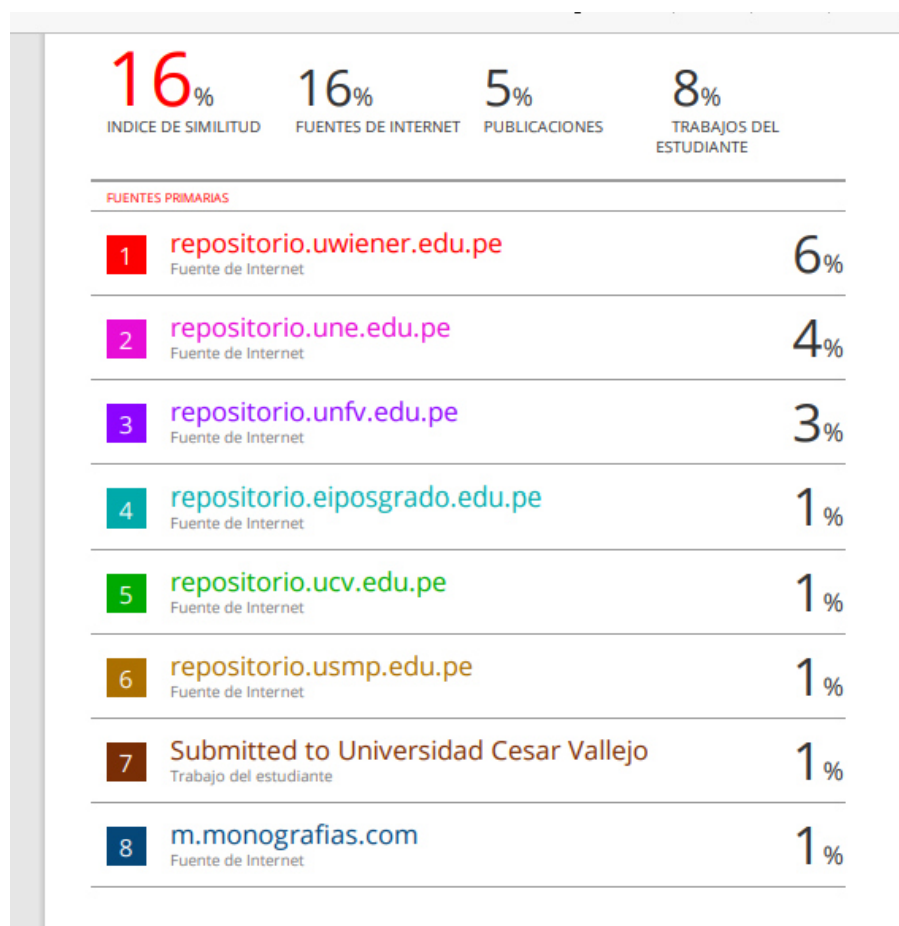 16% 16% 5% 8%
INDICE DE SIMILITUD FUENTES DE INTERNET PUBLICACIONES TRABAJOS DEL
ESTUDIANTE
FUENTES PRIMARIAS
1 repositorio.uwiener.edu.pe 6%
Fuente de Internet
2 repositorio.une.edu.pe 4%
Fuente de Internet
3 repositorio.unfv.edu.pe 3%
Fuente de Internet
4 repositorio.eiposgrado.edu.pe 1%
Fuente de Internet
5 repositorio.ucv.edu.pe 1%
Fuente de Internet
6 repositorio.usmp.edu.pe 1%
Fuente de Internet
7 Submitted to Universidad Cesar Vallejo 1%
Trabajo del estudiante
8 m.monografias.com 1%
Fuente de Internet